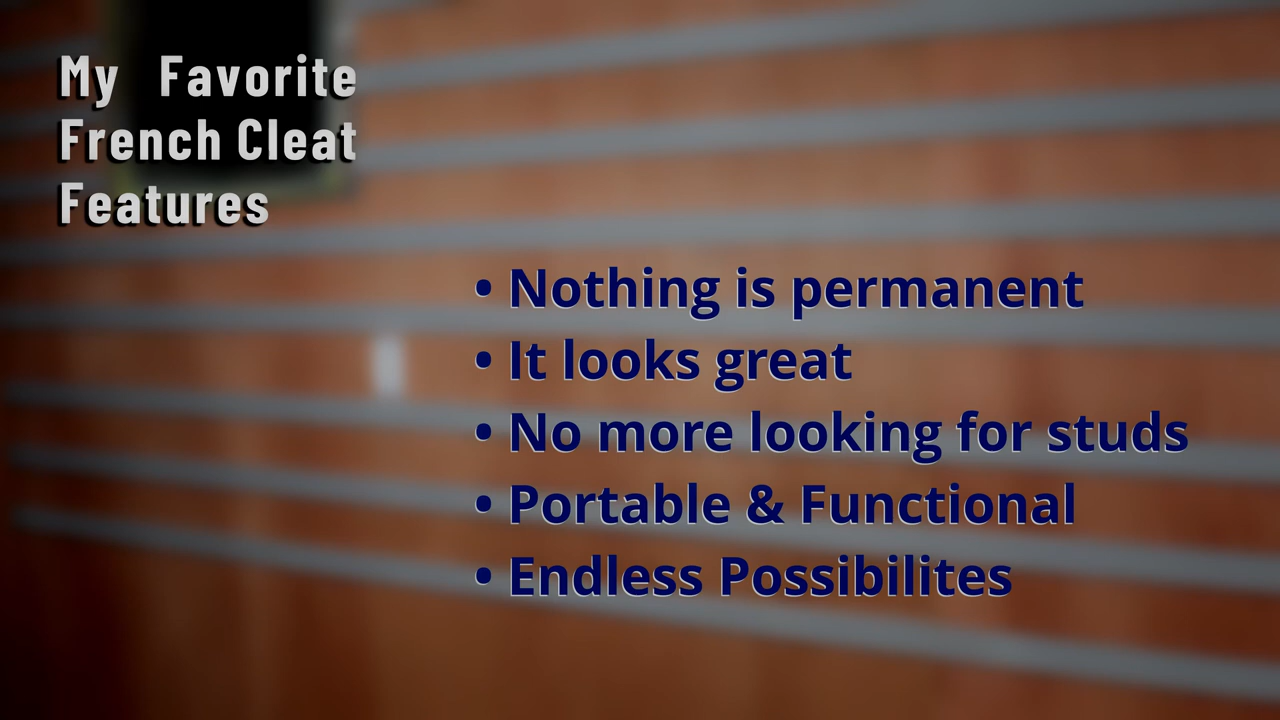 My Favorite
French Cleat
Features
• Nothing is permanent
• It looks great
• No more looking for studs
• Portable & Functional
• Endless Possibilites